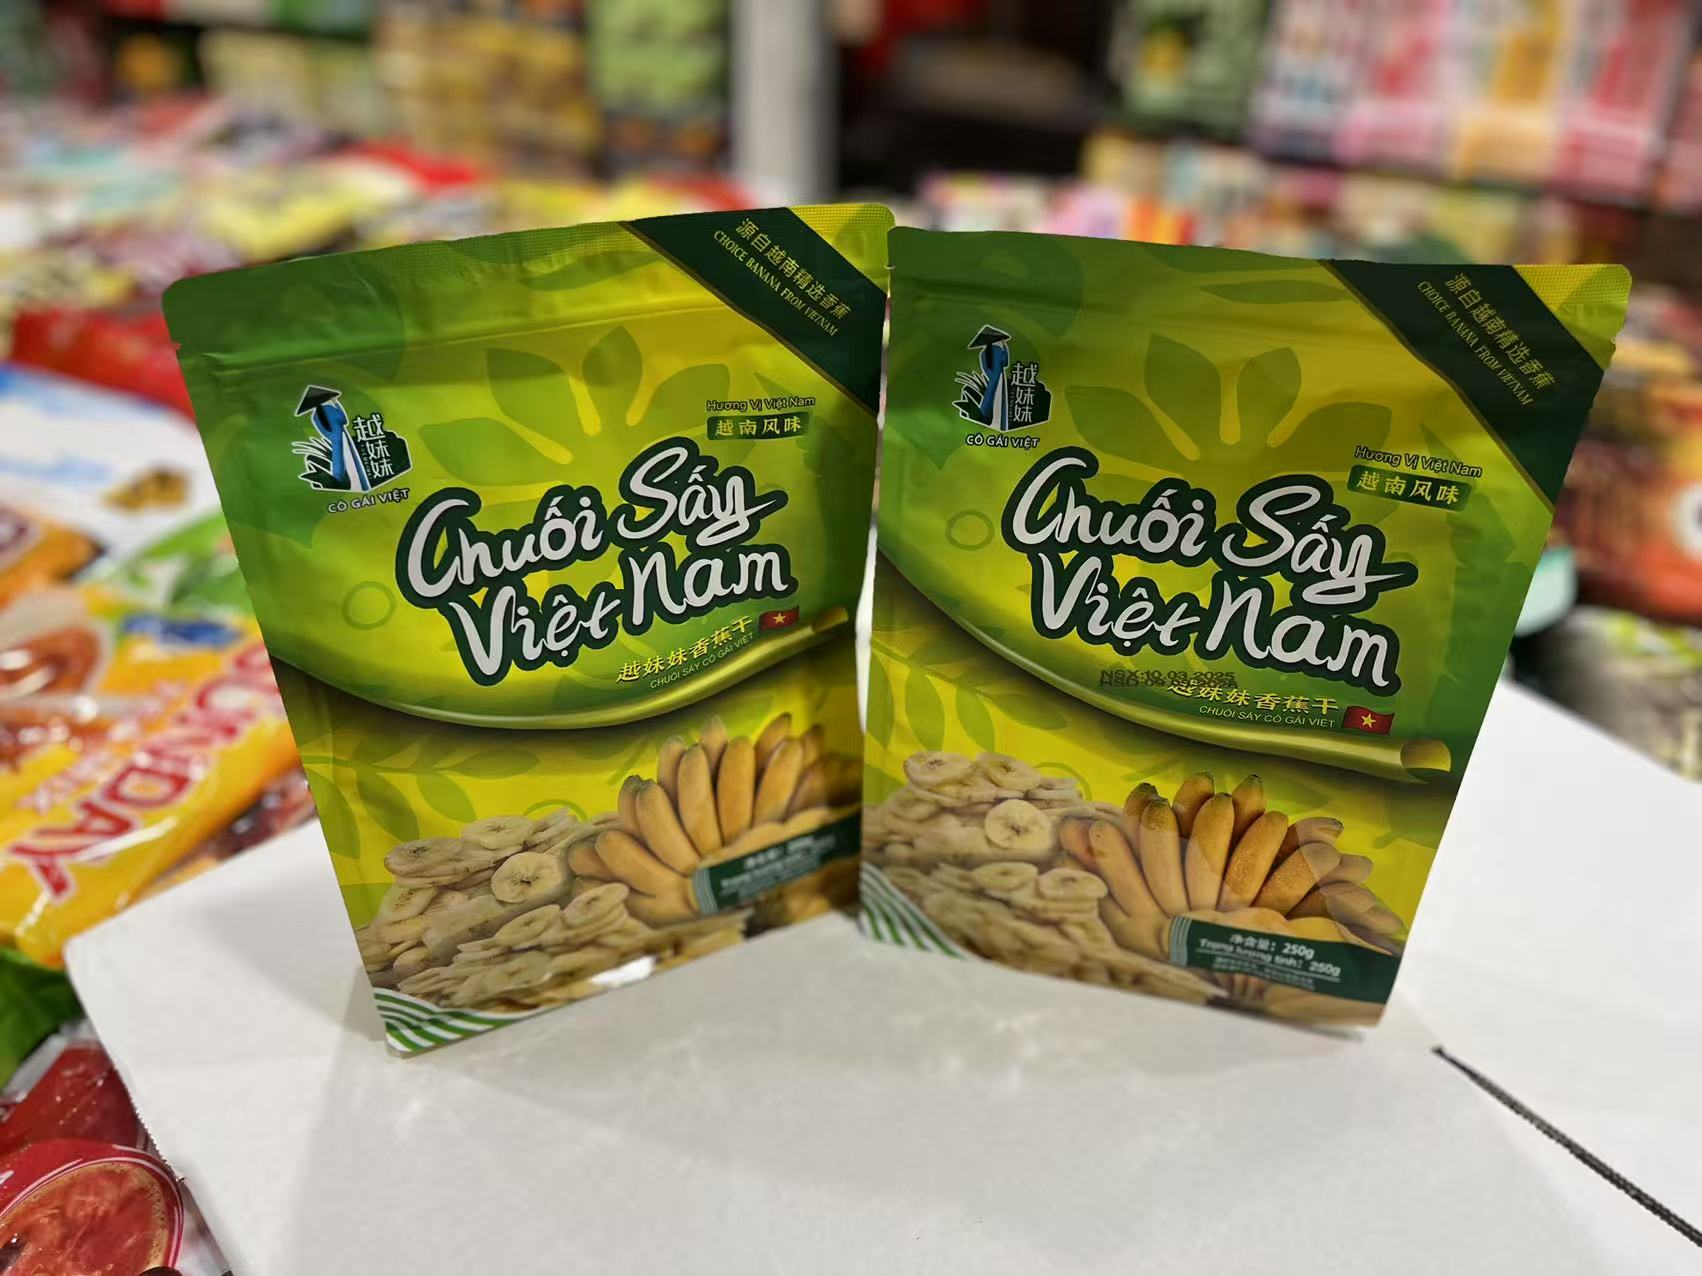 源自越南精选香蕉
CHOICE BANANA FROM VIETNAM
越妹妹
CÔ GÁI VIỆT
Hương Vị Việt Nam
越南风味
Chuối Sấy
Việt Nam
越妹妹香蕉干
CHUỐI SẤY CÔ GÁI VIỆT
源自越南精选香蕉
CHOICE BANANA FROM VIETNAM
越妹妹
CÔ GÁI VIỆT
Hương Vị Việt Nam
越南风味
Chuối Sấy
Việt Nam
NSX:10.03.2025
越妹妹香蕉干
CHUỐI SẤY CÔ GÁI VIỆT
净含量：250g
Trọng lượng tịnh：250g